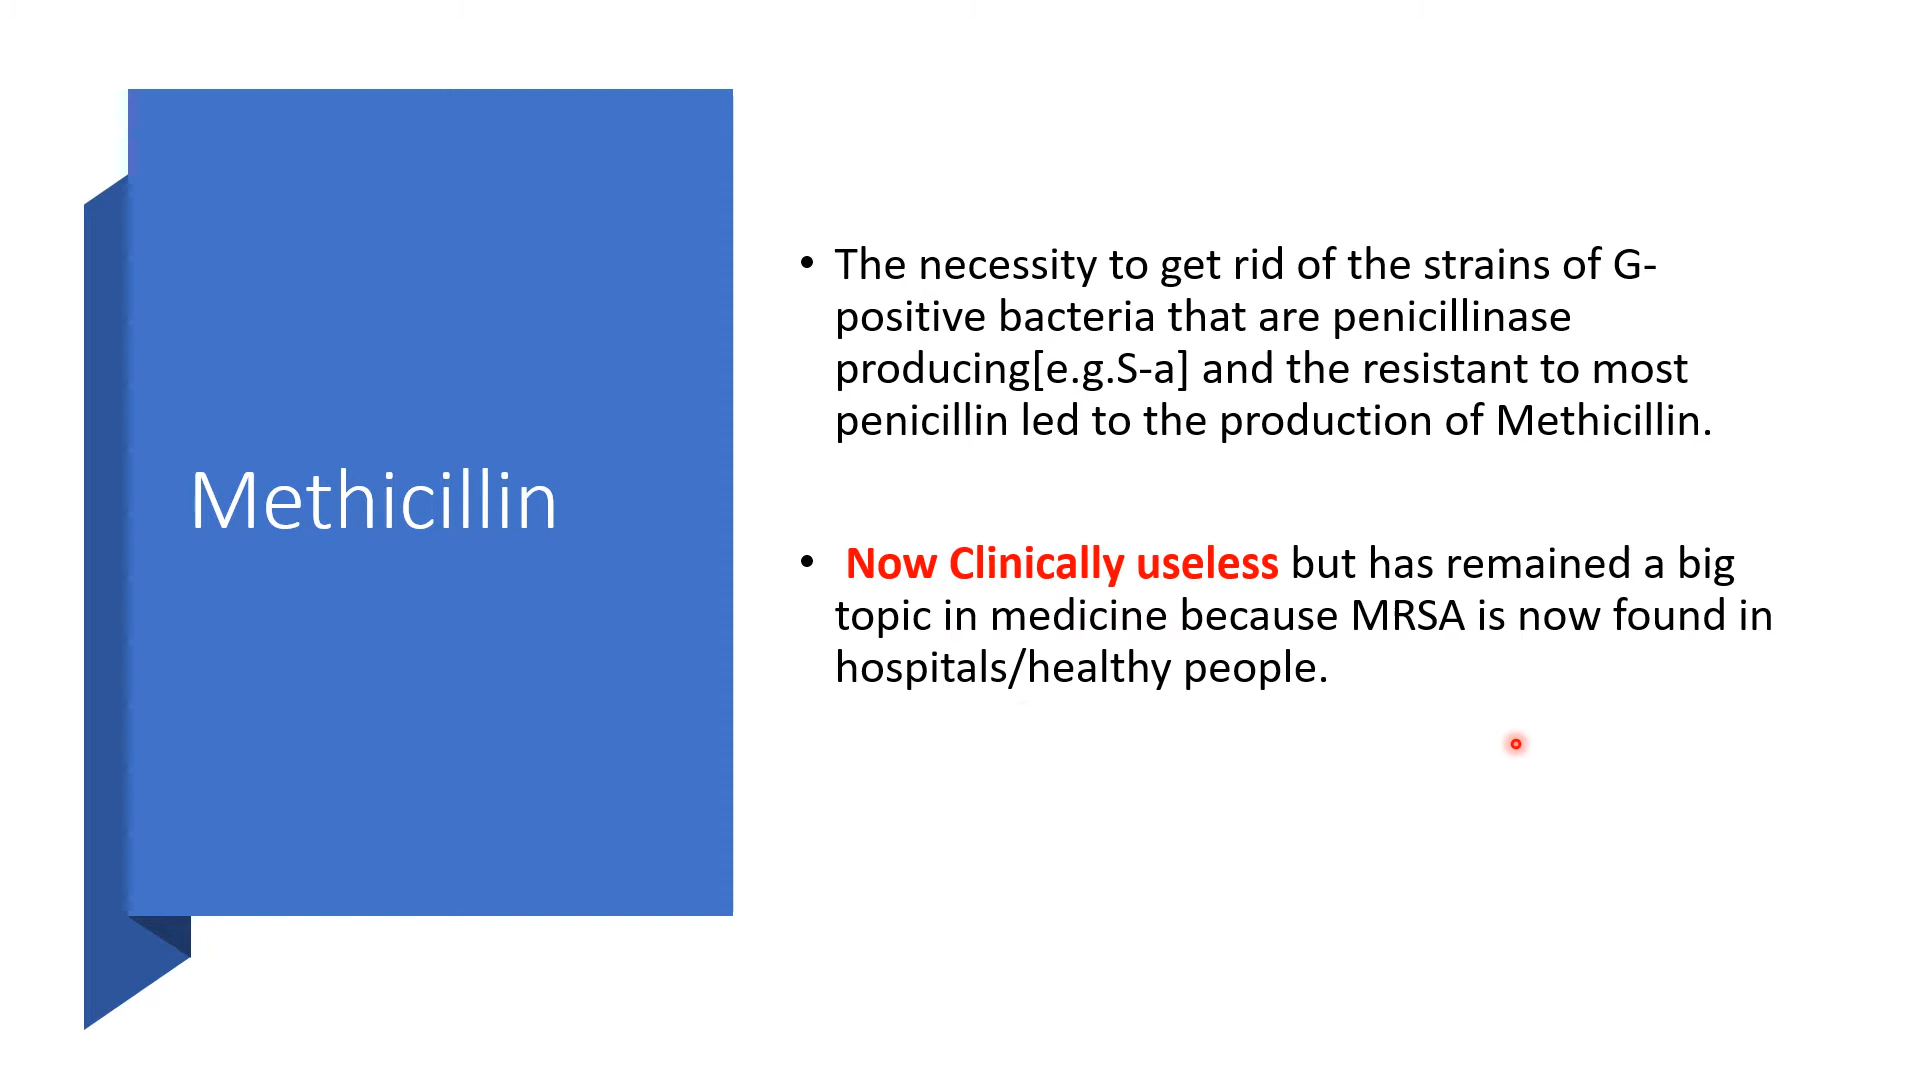 Methicillin
• The necessity to get rid of the strains of G-
positive bacteria that are penicillinase
producing[e.g.S-a] and the resistant to most
penicillin led to the production of Methicillin.
• Now Clinically useless but has remained a big
topic in medicine because MRSA is now found in
hospitals/healthy people.